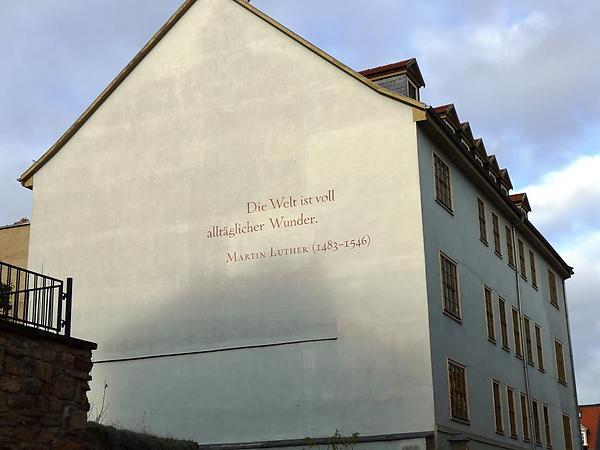 Die Welt ist voll
alltäglicher Wunder.
Martin Luther (1483–1546)